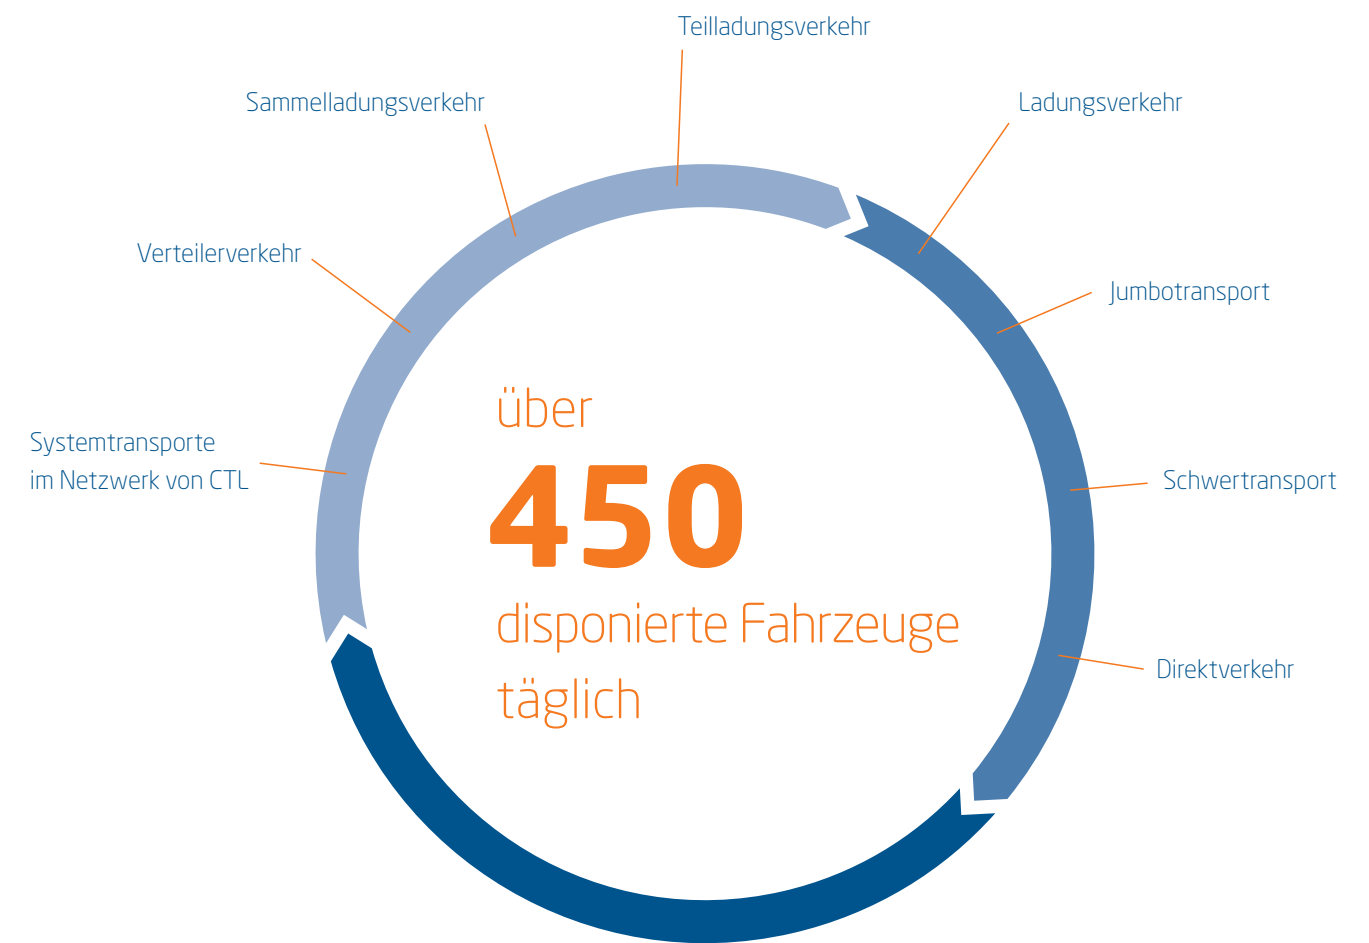 Teilladungsverkehr
Sammelladungsverkehr
Ladungsverkehr
Verteilerverkehr
Jumbotransport
Systemtransporte
im Netzwerk von CTL
Schwertransport
Direktverkehr
über
450
disponierte Fahrzeuge
täglich